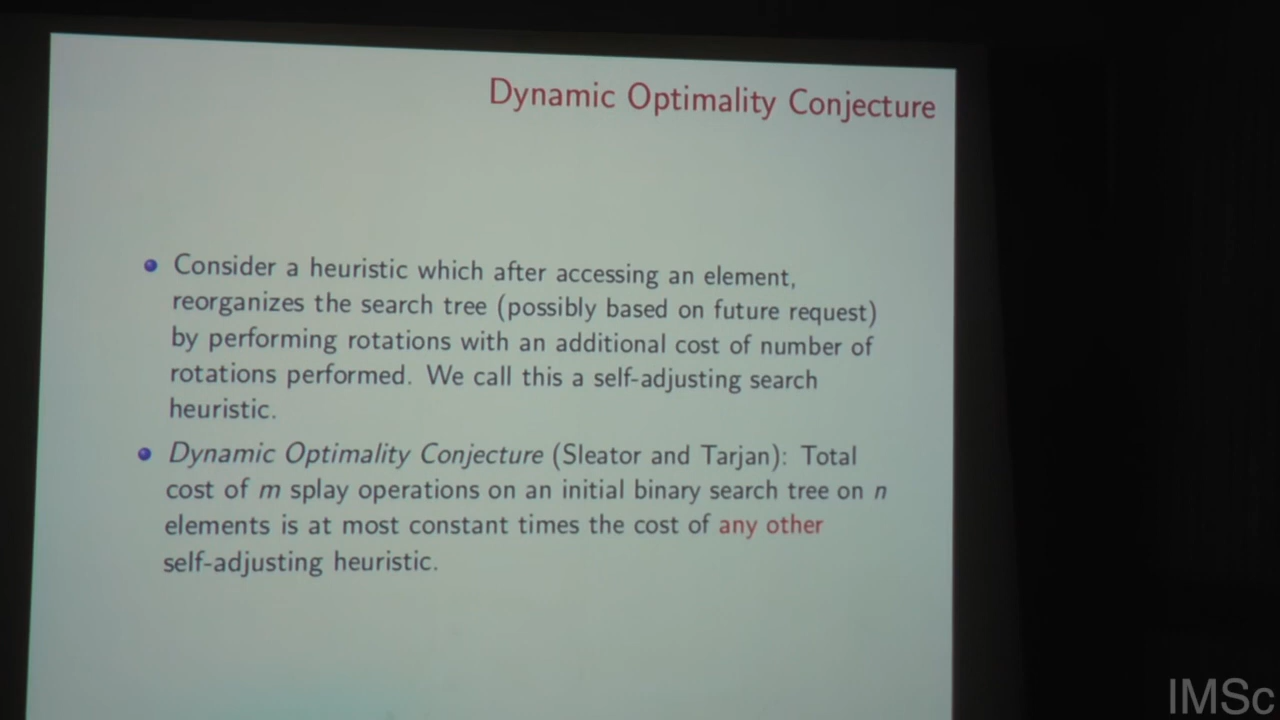 Dynamic Optimality Conjecture
Consider a heuristic which after accessing an element,
reorganizes the search tree (possibly based on future request)
by performing rotations with an additional cost of number of
rotations performed. We call this a self-adjusting search
heuristic.
Dynamic Optimality Conjecture (Sleator and Tarjan): Total
cost of m splay operations on an initial binary search tree on n
elements is at most constant times the cost of any other
self-adjusting heuristic.
IMSc